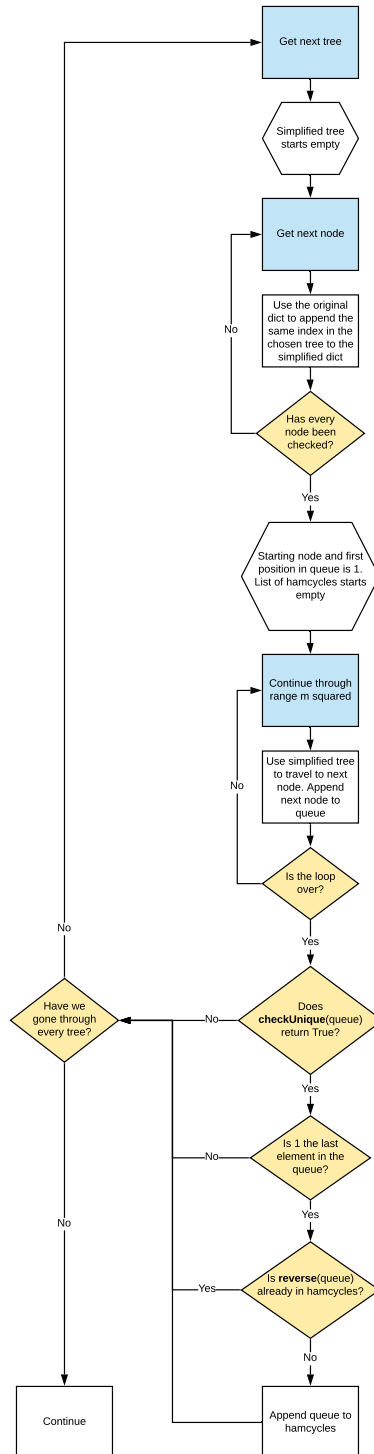 Get next tree
Simplified tree
starts empty
Get next node
Use the original
dict to append the
same index in the
chosen tree to the
simplified dict
No
Has every
node been
checked?
Yes
Starting node and first
position in queue is 1.
List of hamcycles starts
empty
Continue through
range m squared
Use simplified tree
to travel to next
node. Append
next node to
queue
No
Is the loop
over?
No
Yes
Have we
gone through
every tree?
No
Does
checkUnique(queue)
return True?
Yes
No
Is 1 the last
element in the
queue?
Yes
No
Yes
Is reverse(queue)
already in hamcycles?
No
Continue
Append queue to
hamcycles